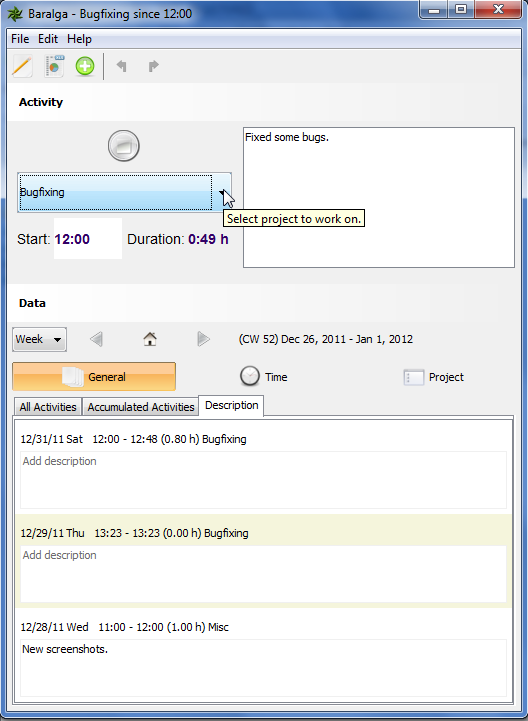 Baralga - Bugfixing since 12:00
File Edit Help
Activity
Bugfixing
Fixed some bugs.
Select project to work on.
Start: 12:00 Duration: 0:49 h
Data
Week (CW 52) Dec 26, 2011 - Jan 1, 2012
General Time Project
All Activities Accumulated Activities Description
12/31/11 Sat 12:00 - 12:48 (0.80 h) Bugfixing
Add description
12/29/11 Thu 13:23 - 13:23 (0.00 h) Bugfixing
Add description
12/28/11 Wed 11:00 - 12:00 (1.00 h) Misc
New screenshots.